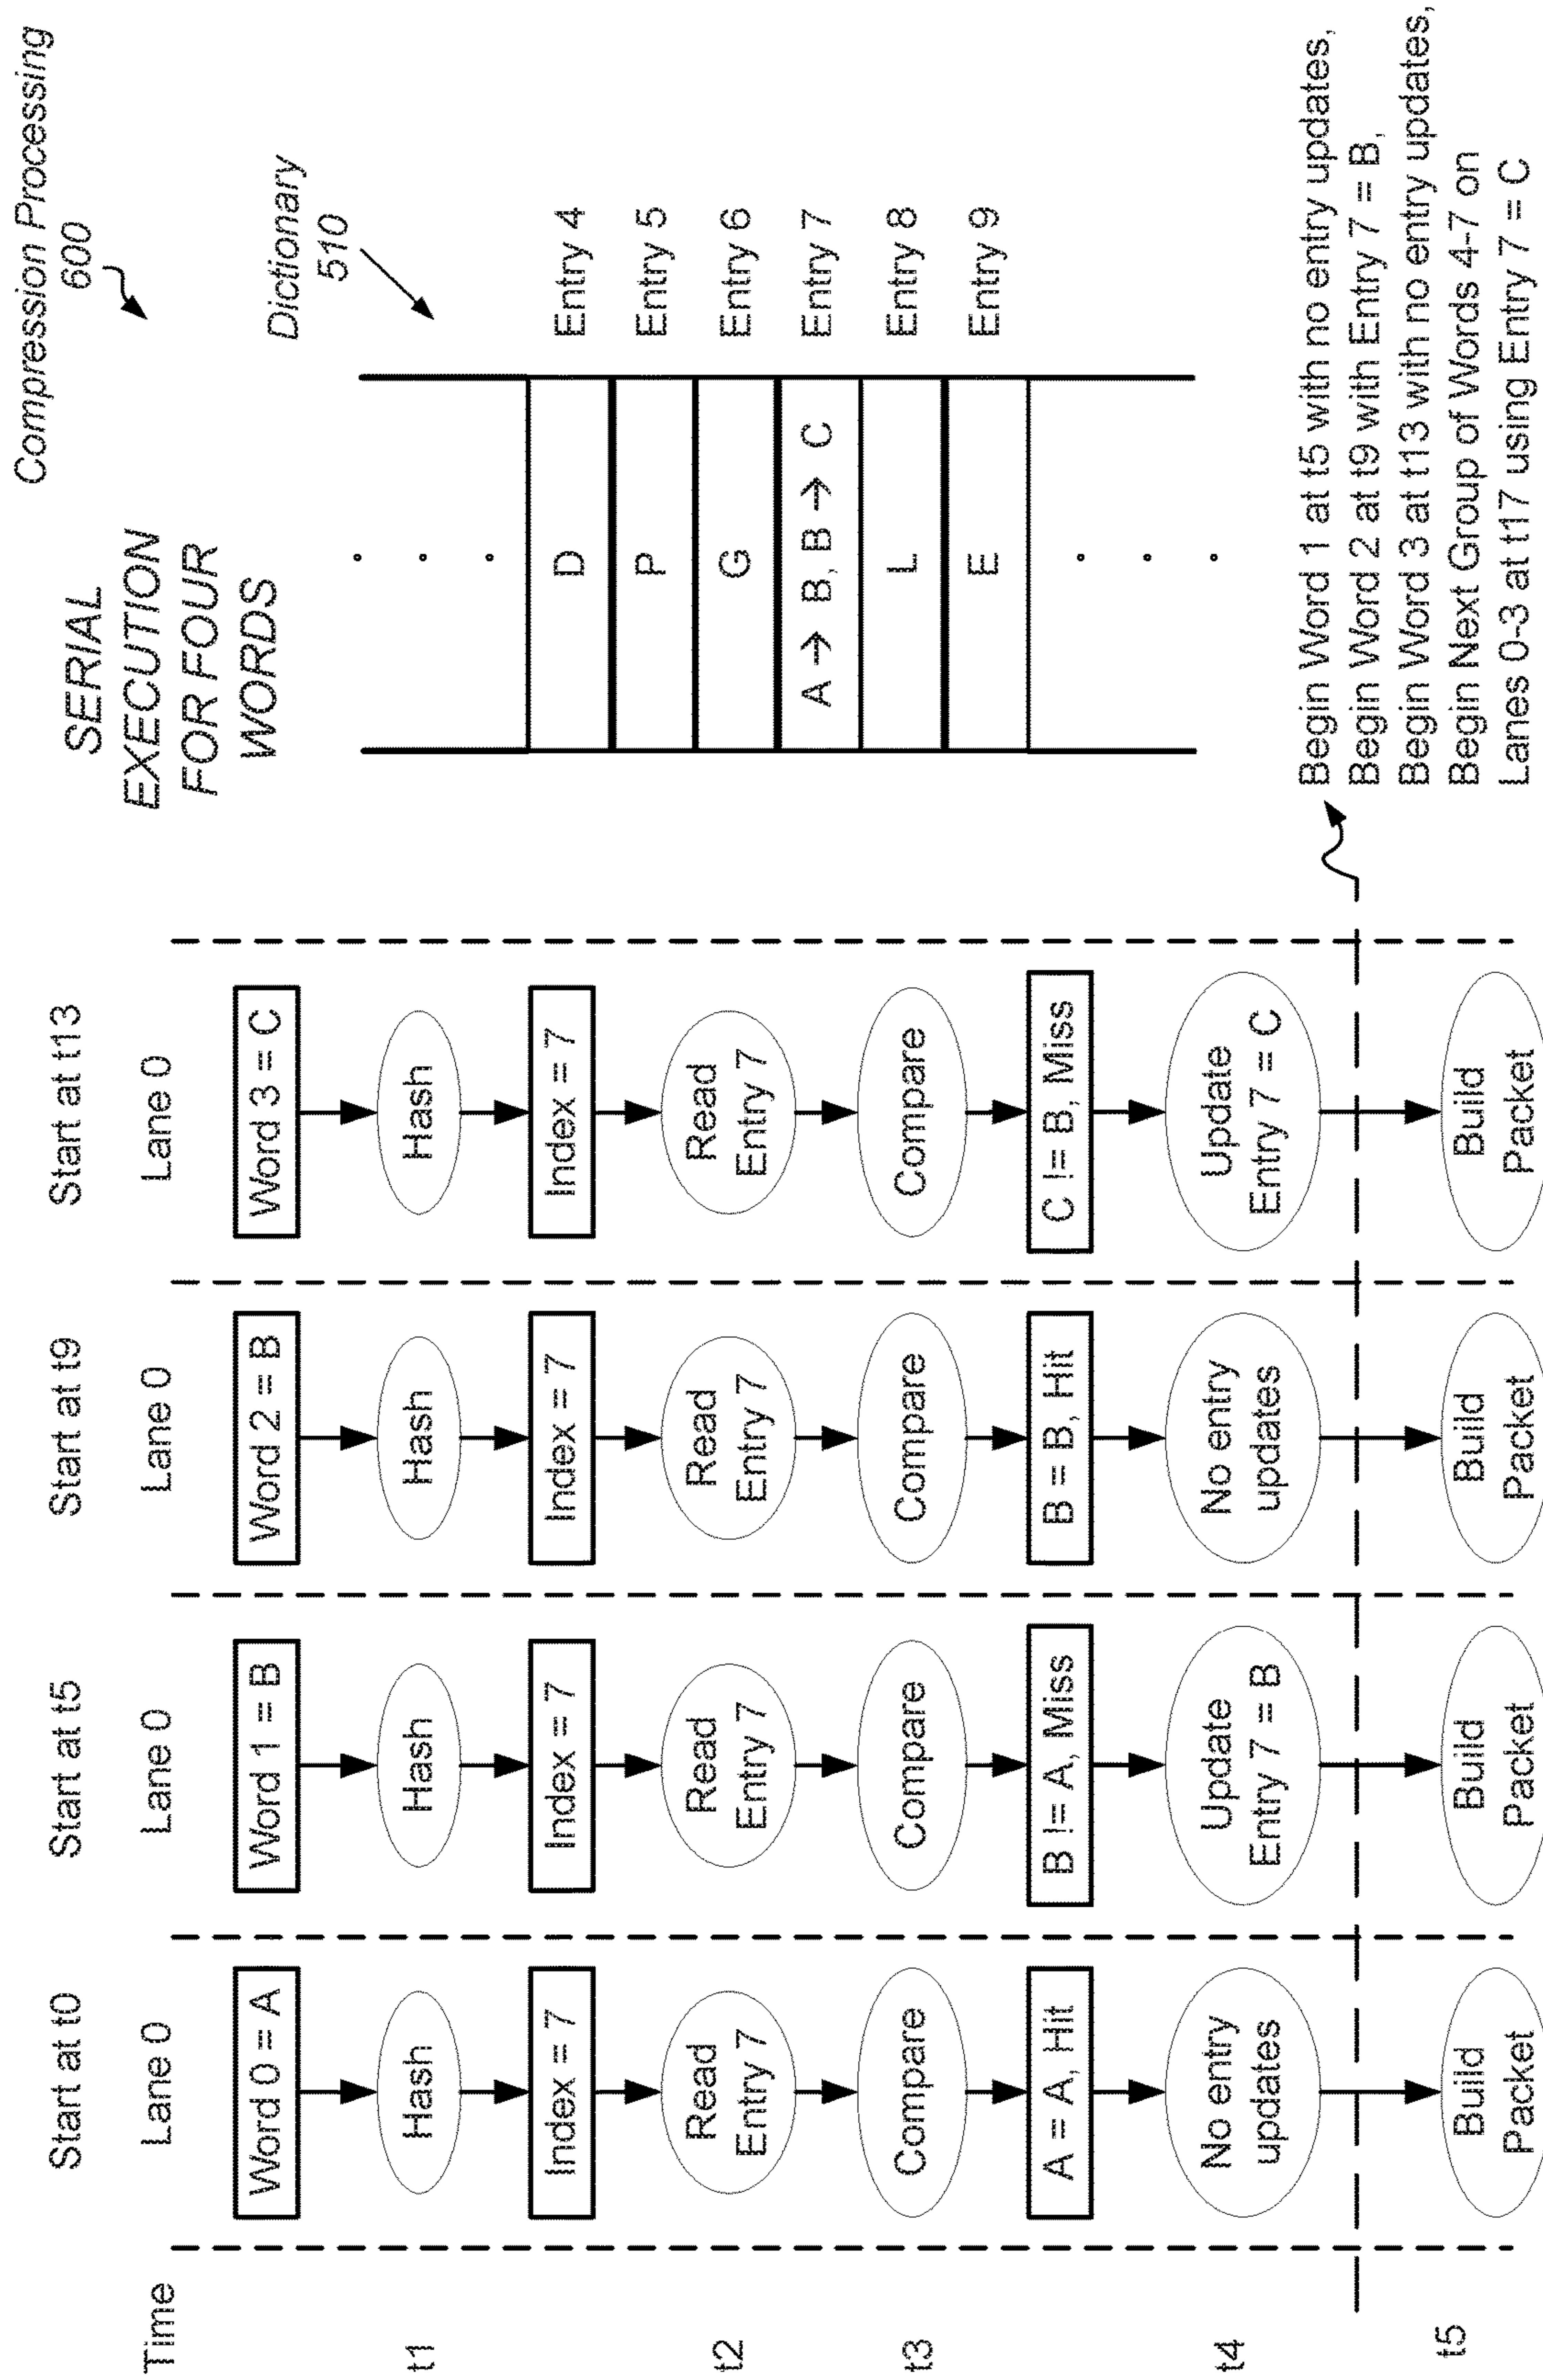 Compression Processing
600
SERIAL
EXECUTION
FOR FOUR
WORDS
Dictionary
510
Start at t0
Start at t5
Start at t9
Start at t13
Time
Lane 0
Lane 0
Lane 0
Lane 0
Word 0 = A
Word 1 = B
Word 2 = B
Word 3 = C
t1
Hash
Hash
Hash
Hash
Index = 7
Index = 7
Index = 7
Index = 7
t2
Read
Entry 7
Read
Entry 7
Read
Entry 7
Read
Entry 7
t3
Compare
Compare
Compare
Compare
A = A, Hit
B != A, Miss
B = B, Hit
C != B, Miss
t4
No entry
updates
Update
Entry 7 = B
No entry
updates
Update
Entry 7 = C
t5
Build
Packet
Build
Packet
Build
Packet
Build
Packet
D
Entry 4
P
Entry 5
G
Entry 6
A → B, B → C
Entry 7
L
Entry 8
E
Entry 9
Begin Word 1 at t5 with no entry updates,
Begin Word 2 at t9 with Entry 7 = B,
Begin Word 3 at t13 with no entry updates,
Begin Next Group of Words 4-7 on
Lanes 0-3 at t17 using Entry 7 = C